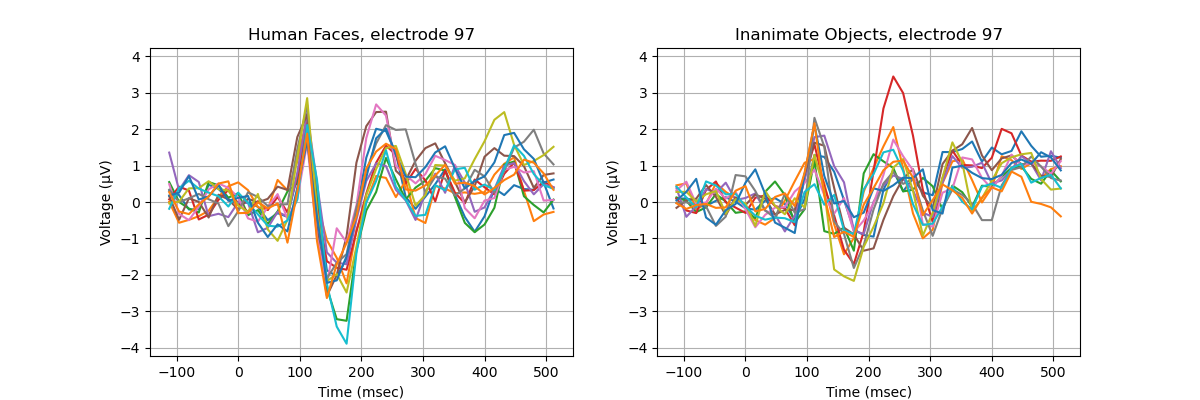 Human Faces, electrode 97
4
3
2
1
0
−1
−2
−3
−4
Voltage (µV)
−100 0 100 200 300 400 500
Time (msec)
Inanimate Objects, electrode 97
4
3
2
1
0
−1
−2
−3
−4
Voltage (µV)
−100 0 100 200 300 400 500
Time (msec)